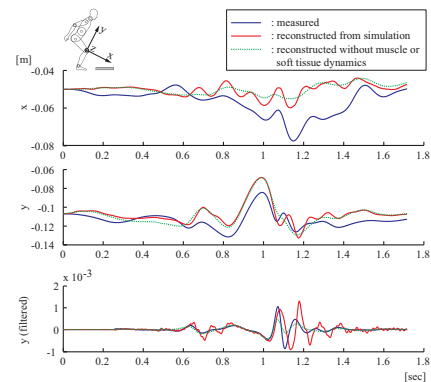 : measured
: reconstructed from simulation
: reconstructed without muscle or
soft tissue dynamics
y
z
x
[m]
-0.04
-0.06
-0.08
x
0 0.2 0.4 0.6 0.8 1 1.2 1.4 1.6 1.8
-0.06
-0.08
-0.1
-0.12
-0.14
y
0 0.2 0.4 0.6 0.8 1 1.2 1.4 1.6 1.8
x 10-3
2
1
0
-1
y (filtered)
0 0.2 0.4 0.6 0.8 1 1.2 1.4 1.6 1.8
[sec]